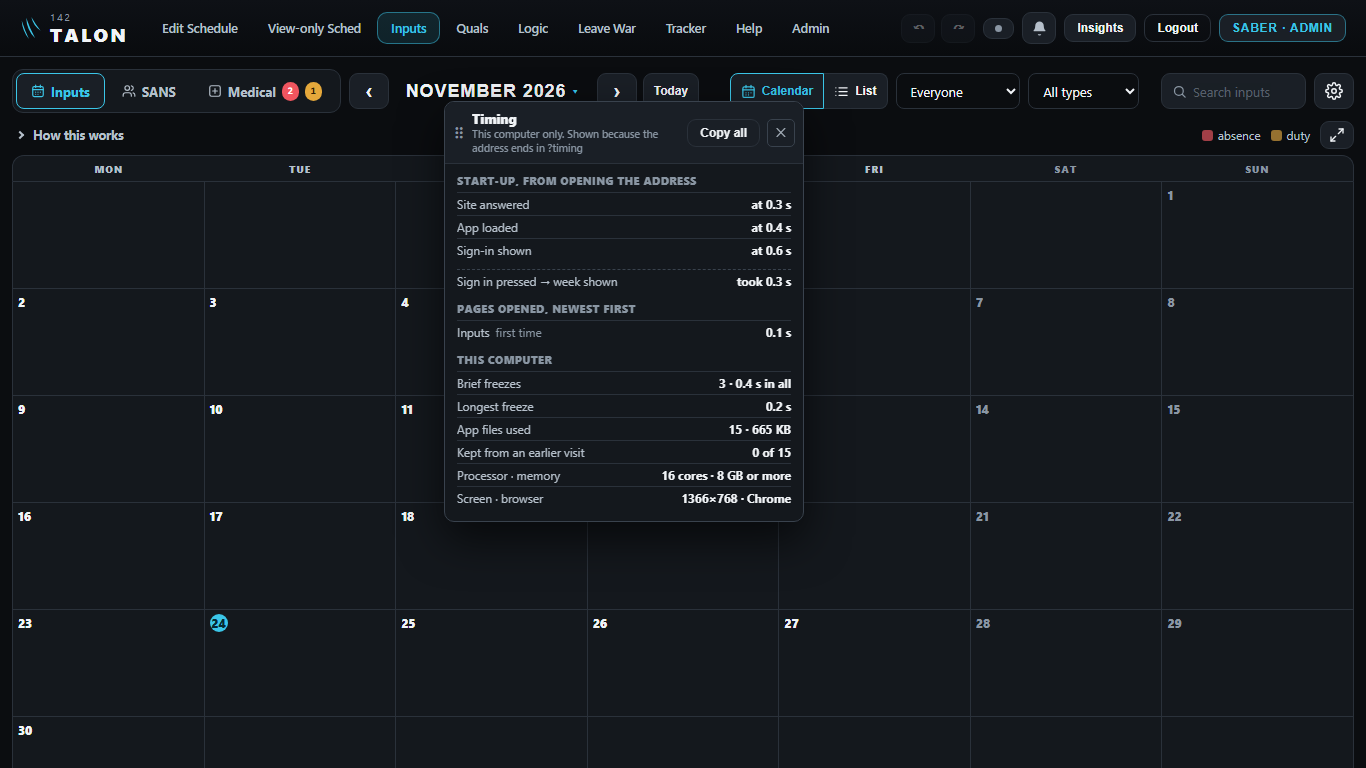 142
TALON
Edit Schedule
View-only Sched
Inputs
Quals
Logic
Leave War
Tracker
Help
Admin
Insights
Logout
SABER · ADMIN
Inputs
SANS
Medical 2 1
‹
NOVEMBER 2026
›
Today
Calendar
List
Everyone
All types
Search inputs
How this works
absence
duty
Timing
This computer only. Shown because the
address ends in ?timing
Copy all
START-UP, FROM OPENING THE ADDRESS
Site answered at 0.3 s
App loaded at 0.4 s
Sign-in shown at 0.6 s
Sign in pressed → week shown took 0.3 s
PAGES OPENED, NEWEST FIRST
Inputs first time 0.1 s
THIS COMPUTER
Brief freezes 3 · 0.4 s in all
Longest freeze 0.2 s
App files used 15 · 665 KB
Kept from an earlier visit 0 of 15
Processor · memory 16 cores · 8 GB or more
Screen · browser 1366×768 · Chrome
MON TUE FRI SAT SUN
1
2 3 4 7 8
9 10 11 14 15
16 17 18 21 22
23 24 25 26 27 28 29
30